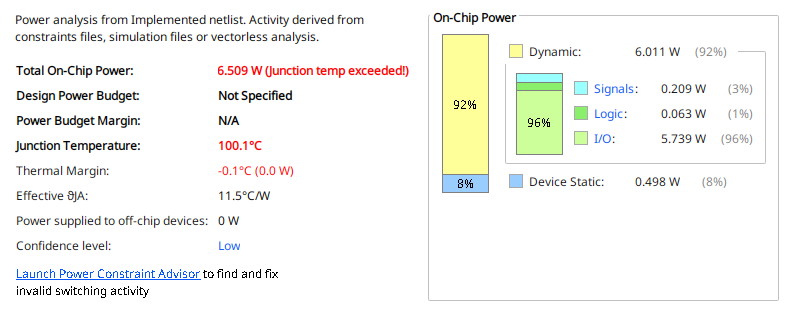 Power analysis from Implemented netlist. Activity derived from
constraints files, simulation files or vectorless analysis.
Total On-Chip Power: 6.509 W (Junction temp exceeded!)
Design Power Budget: Not Specified
Power Budget Margin: N/A
Junction Temperature: 100.1°C
Thermal Margin: -0.1°C (0.0 W)
Effective ϑJA: 11.5°C/W
Power supplied to off-chip devices: 0 W
Confidence level: Low
Launch Power Constraint Advisor to find and fix
invalid switching activity
On-Chip Power
92%
8%
Dynamic: 6.011 W (92%)
96%
Signals: 0.209 W (3%)
Logic: 0.063 W (1%)
I/O: 5.739 W (96%)
Device Static: 0.498 W (8%)